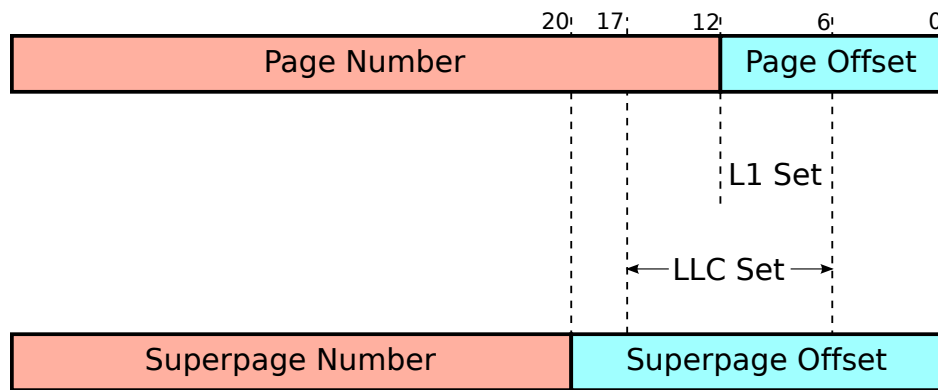 20 17 12 6 0
Page Number Page Offset
L1 Set
LLC Set
Superpage Number Superpage Offset